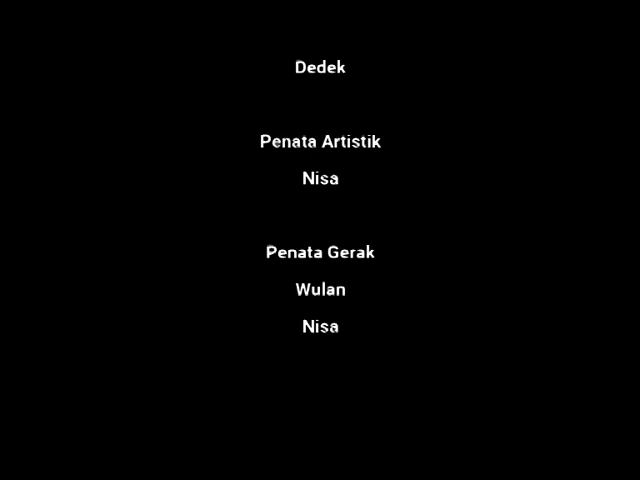 Dedek
Penata Artistik
Nisa
Penata Gerak
Wulan
Nisa